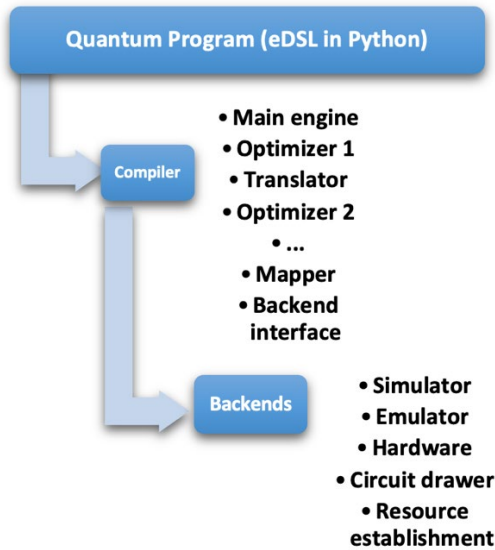 Quantum Program (eDSL in Python)
Compiler
• Main engine
• Optimizer 1
• Translator
• Optimizer 2
• ...
• Mapper
• Backend
interface
Backends
• Simulator
• Emulator
• Hardware
• Circuit drawer
• Resource
establishment